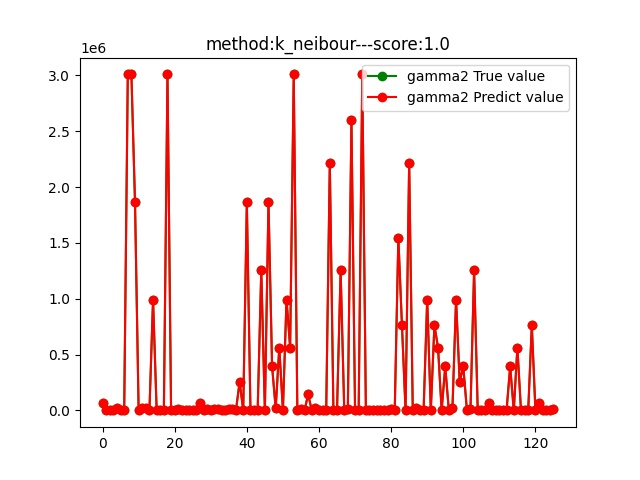 method:k_neibour---score:1.0
1e6
gamma2 True value
gamma2 Predict value
3.0
2.5
2.0
1.5
1.0
0.5
0.0
0 20 40 60 80 100 120